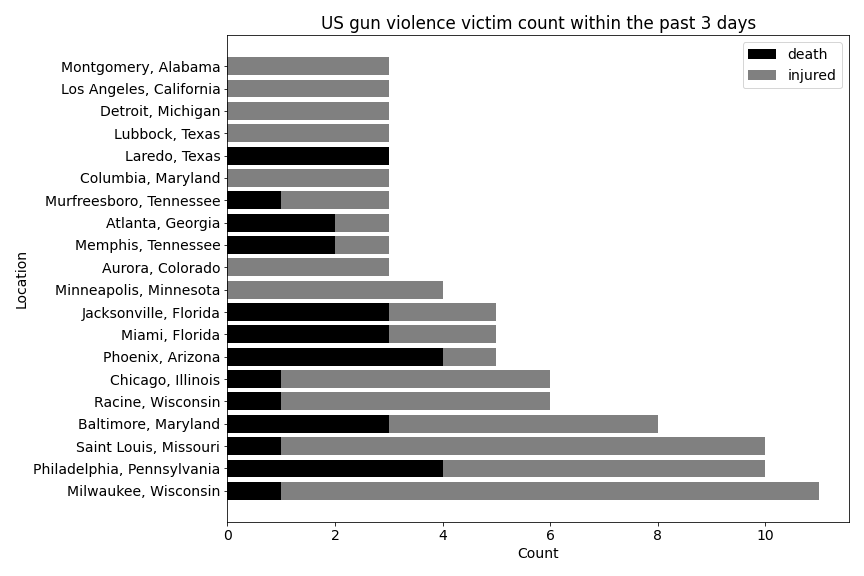 US gun violence victim count within the past 3 days
death
injured
Montgomery, Alabama
Los Angeles, California
Detroit, Michigan
Lubbock, Texas
Laredo, Texas
Columbia, Maryland
Murfreesboro, Tennessee
Atlanta, Georgia
Memphis, Tennessee
Aurora, Colorado
Minneapolis, Minnesota
Jacksonville, Florida
Miami, Florida
Phoenix, Arizona
Chicago, Illinois
Racine, Wisconsin
Baltimore, Maryland
Saint Louis, Missouri
Philadelphia, Pennsylvania
Milwaukee, Wisconsin
Location
0 2 4 6 8 10
Count